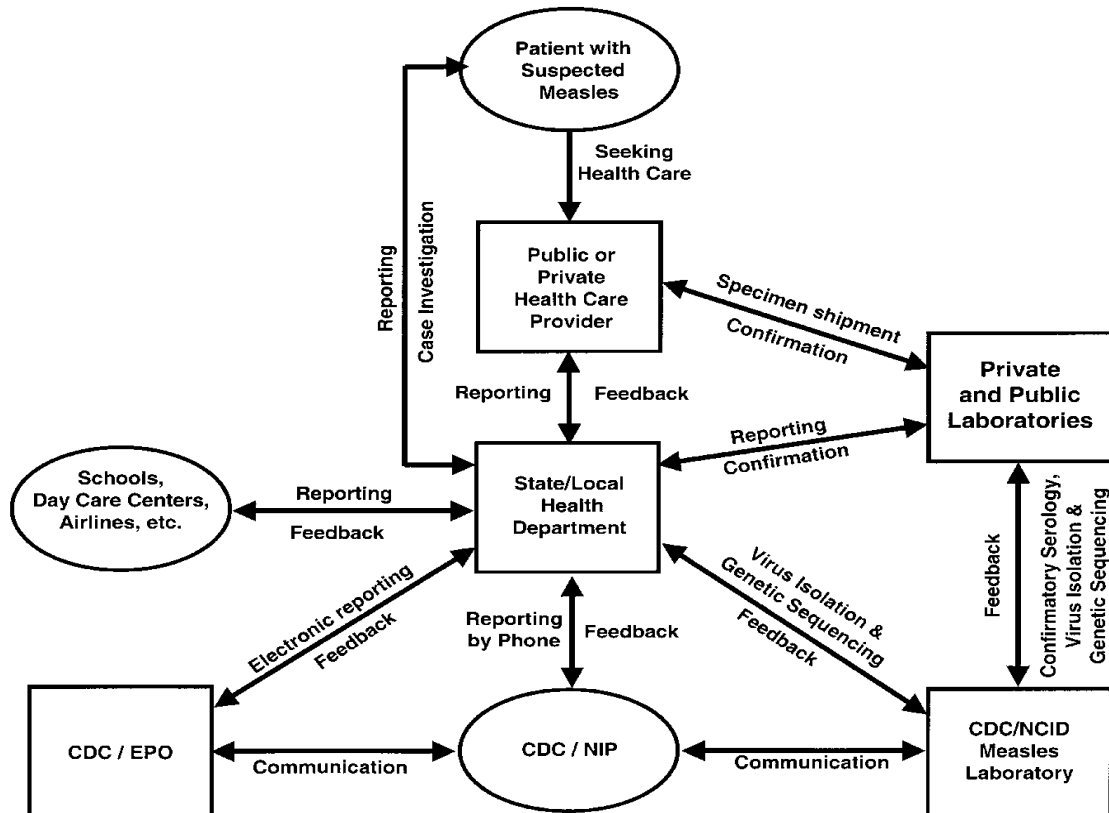 Patient with
Suspected
Measles
Seeking
Health Care
Reporting
Case Investigation
Public or
Private
Health Care
Provider
Specimen shipment
Confirmation
Private
and Public
Laboratories
Reporting
Feedback
Reporting
Confirmation
Schools,
Day Care Centers,
Airlines, etc.
Reporting
Feedback
State/Local
Health
Department
Feedback
Confirmatory Serology,
Virus Isolation &
Genetic Sequencing
Electronic reporting
Feedback
Reporting
by Phone
Feedback
Virus Isolation &
Genetic Sequencing
Feedback
CDC / EPO
Communication
CDC / NIP
Communication
CDC/NCID
Measles
Laboratory